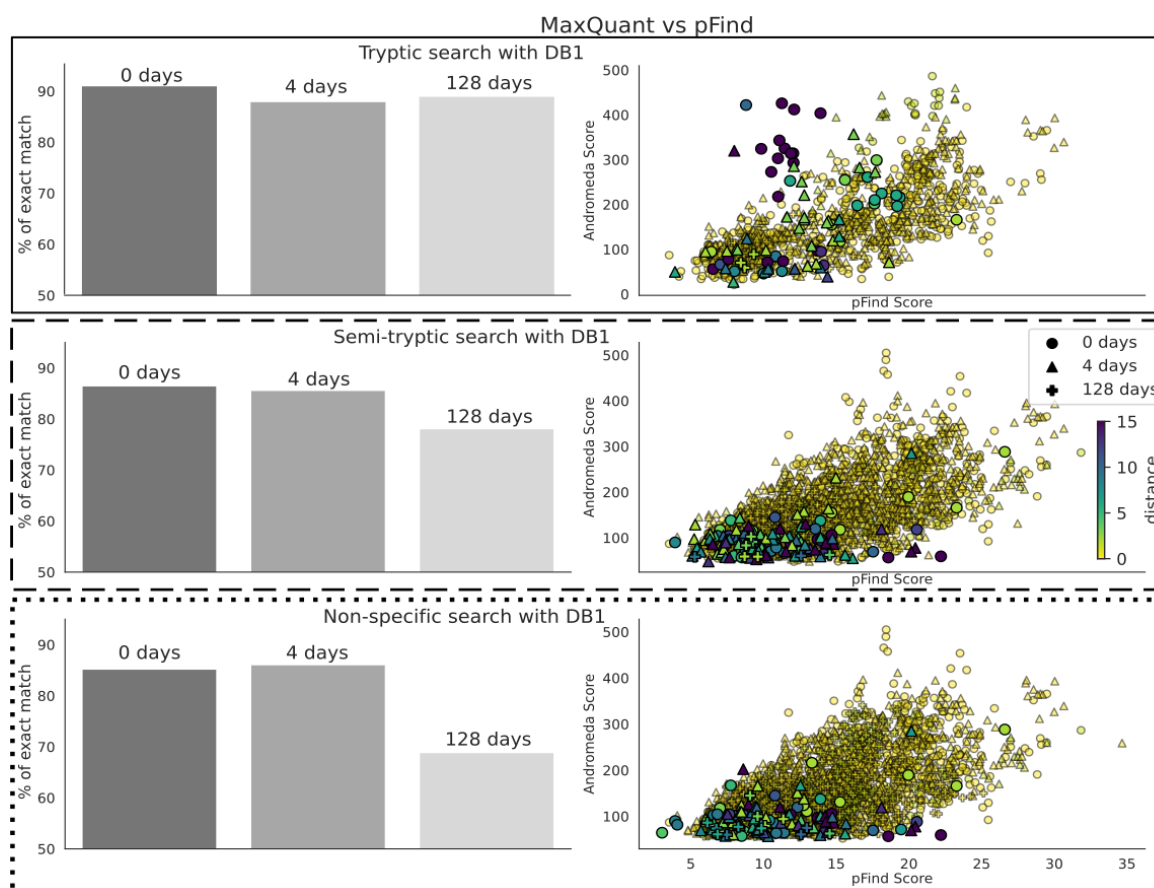 MaxQuant vs pFind
Tryptic search with DB1
% of exact match
90
80
70
60
50
0 days
4 days
128 days
Andromeda Score
500
400
300
200
100
0
pFind Score
Semi-tryptic search with DB1
% of exact match
90
80
70
60
50
0 days
4 days
128 days
Andromeda Score
500
400
300
200
100
pFind Score
0 days
4 days
128 days
15
10
5
0
distance
Non-specific search with DB1
% of exact match
90
80
70
60
50
0 days
4 days
128 days
Andromeda Score
500
400
300
200
100
5 10 15 20 25 30 35
pFind Score